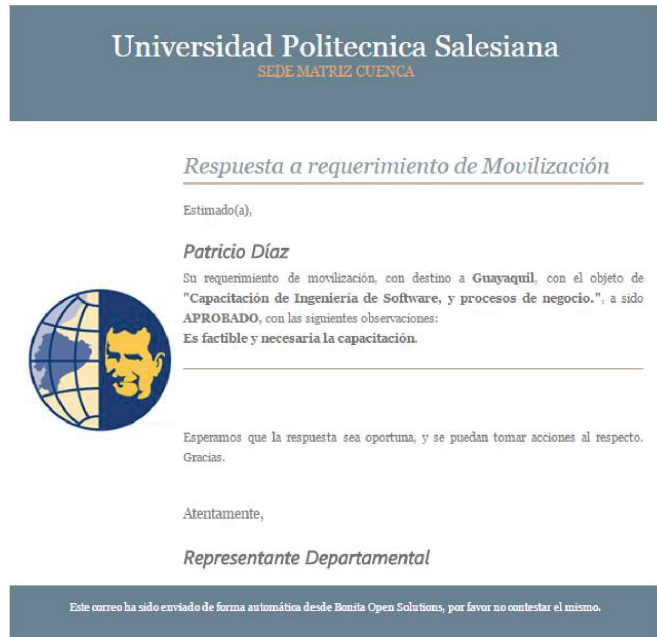 Universidad Politecnica Salesiana
SEDE MATRIZ CUENCA
Respuesta a requerimiento de Movilización
Estimado(a),
Patricio Díaz
Su requerimiento de movilización, con destino a Guayaquil, con el objeto de
"Capacitación de Ingeniería de Software, y procesos de negocio.", a sido
APROBADO, con las siguientes observaciones:
Es factible y necesaria la capacitación.
Esperamos que la respuesta sea oportuna, y se puedan tomar acciones al respecto.
Gracias.
Atentamente,
Representante Departamental
Este correo ha sido enviado de forma automática desde Bonita Open Solutions, por favor no contestar el mismo.